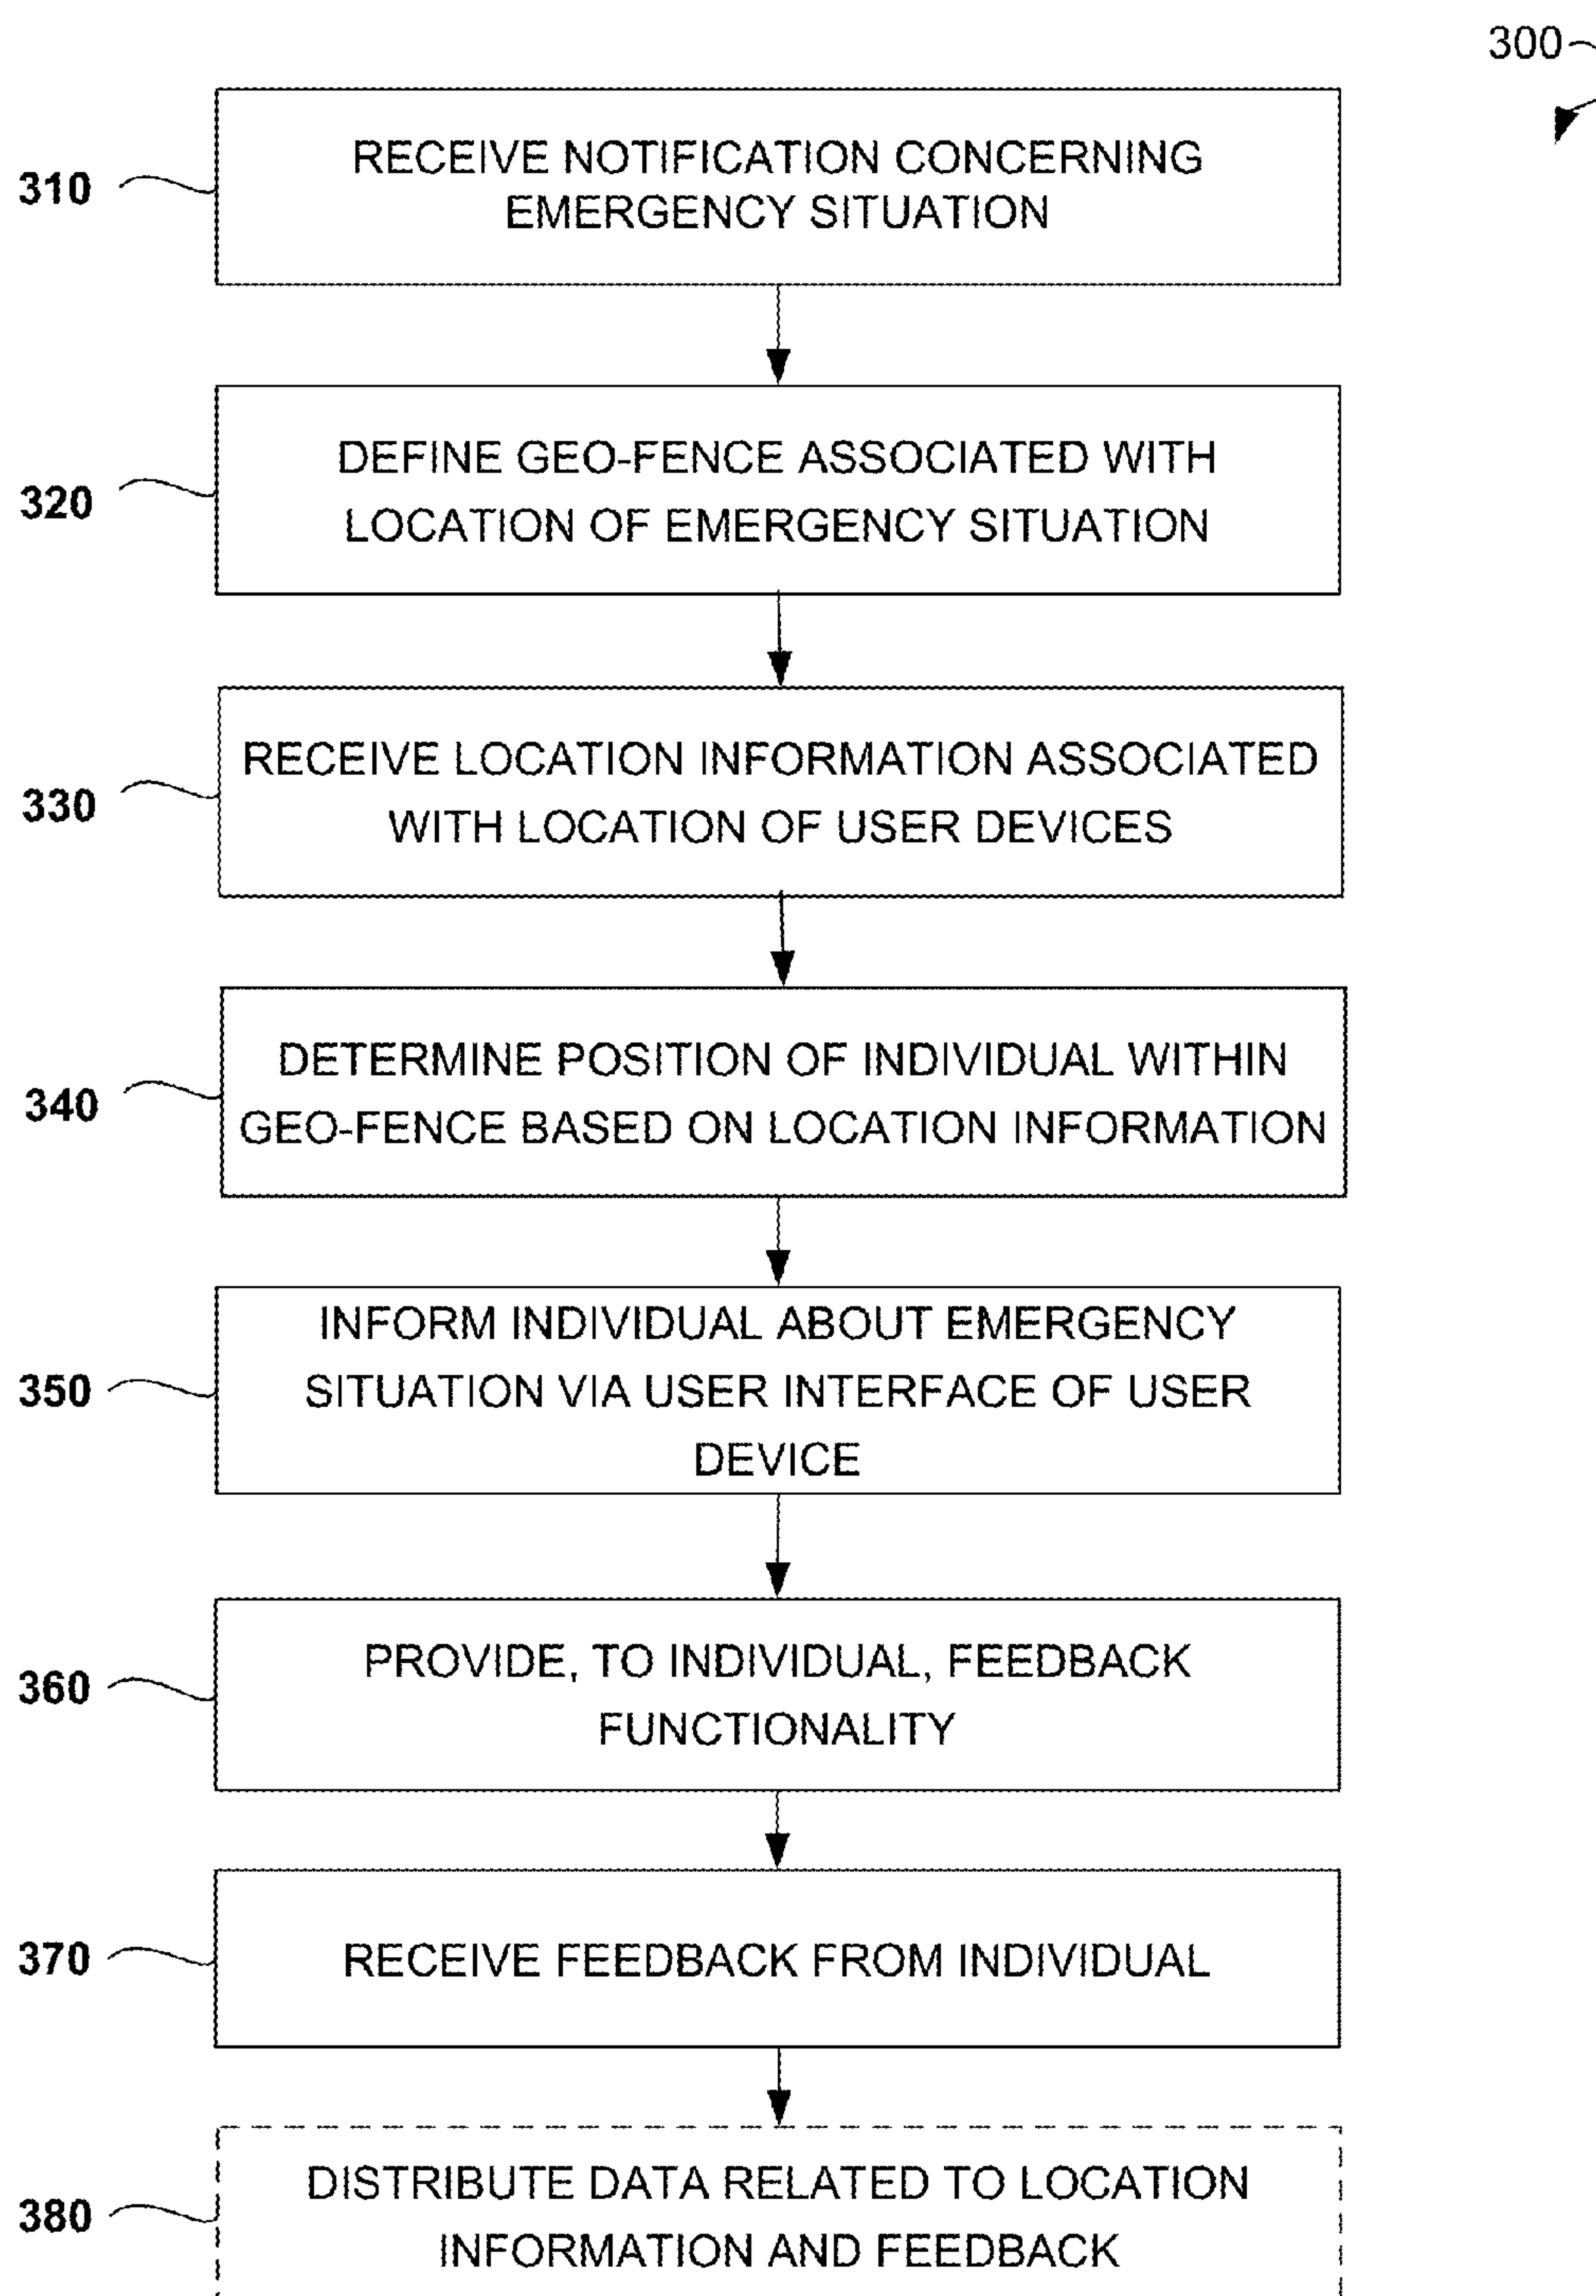 300
310
RECEIVE NOTIFICATION CONCERNING
EMERGENCY SITUATION
320
DEFINE GEO-FENCE ASSOCIATED WITH
LOCATION OF EMERGENCY SITUATION
330
RECEIVE LOCATION INFORMATION ASSOCIATED
WITH LOCATION OF USER DEVICES
340
DETERMINE POSITION OF INDIVIDUAL WITHIN
GEO-FENCE BASED ON LOCATION INFORMATION
350
INFORM INDIVIDUAL ABOUT EMERGENCY
SITUATION VIA USER INTERFACE OF USER
DEVICE
360
PROVIDE, TO INDIVIDUAL, FEEDBACK
FUNCTIONALITY
370
RECEIVE FEEDBACK FROM INDIVIDUAL
380
DISTRIBUTE DATA RELATED TO LOCATION
INFORMATION AND FEEDBACK